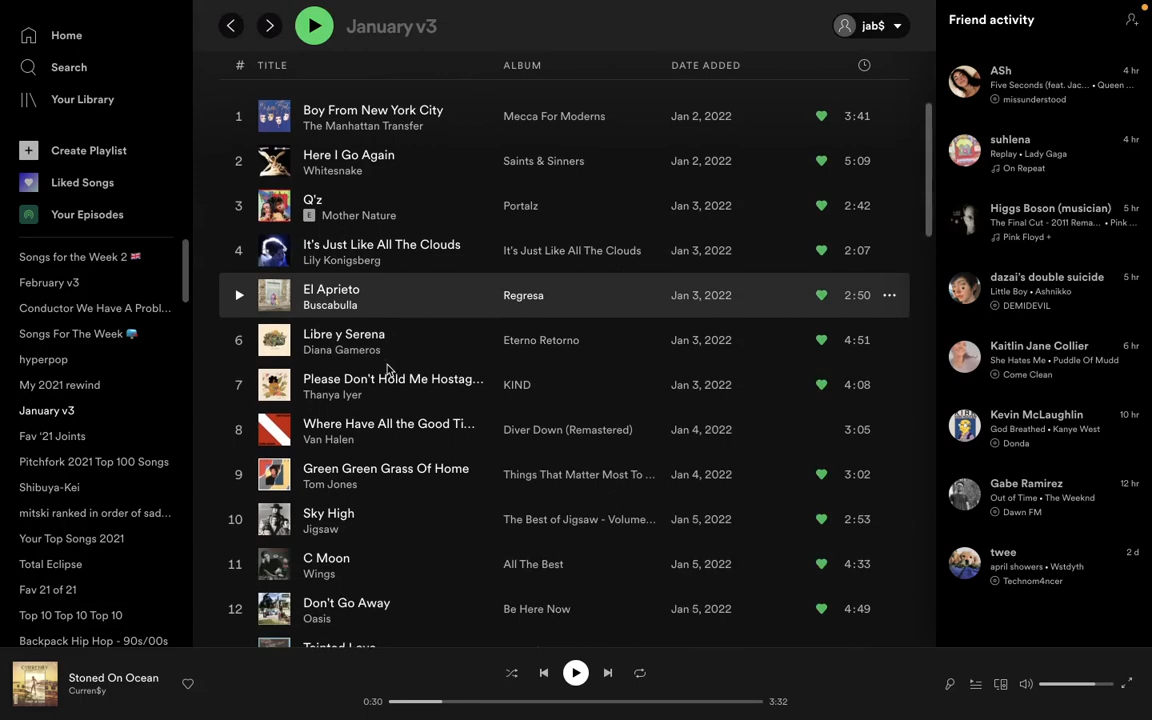 Home
Search
Your Library
Create Playlist
Liked Songs
Your Episodes
Songs for the Week 2 🇬🇧
February v3
Conductor We Have A Probl...
Songs For The Week
hyperpop
My 2021 rewind
January v3
Fav '21 Joints
Pitchfork 2021 Top 100 Songs
Shibuya-Kei
mitski ranked in order of sad...
Your Top Songs 2021
Total Eclipse
Fav 21 of 21
Top 10 Top 10 Top 10
Backpack Hip Hop - 90s/00s
January v3
jab$
# TITLE ALBUM DATE ADDED
1 Boy From New York City Mecca For Moderns Jan 2, 2022 3:41
The Manhattan Transfer
2 Here I Go Again Saints & Sinners Jan 2, 2022 5:09
Whitesnake
3 Q'z Portalz Jan 3, 2022 2:42
E Mother Nature
4 It's Just Like All The Clouds It's Just Like All The Clouds Jan 3, 2022 2:07
Lily Konigsberg
El Aprieto Regresa Jan 3, 2022 2:50
Buscabulla
6 Libre y Serena Eterno Retorno Jan 3, 2022 4:51
Diana Gameros
7 Please Don't Hold Me Hostag... KIND Jan 3, 2022 4:08
Thanya Iyer
8 Where Have All the Good Ti... Diver Down (Remastered) Jan 4, 2022 3:05
Van Halen
9 Green Green Grass Of Home Things That Matter Most To ... Jan 4, 2022 3:02
Tom Jones
10 Sky High The Best of Jigsaw - Volume... Jan 5, 2022 2:53
Jigsaw
11 C Moon All The Best Jan 5, 2022 4:33
Wings
12 Don't Go Away Be Here Now Jan 5, 2022 4:49
Oasis
Tainted Love
Friend activity
ASh 4 hr
Five Seconds (feat. Jac... • Queen ...
missunderstood
suhlena 4 hr
Replay • Lady Gaga
On Repeat
Higgs Boson (musician) 5 hr
The Final Cut - 2011 Rema... • Pink ...
Pink Floyd +
dazai's double suicide 5 hr
Little Boy • Ashnikko
DEMIDEVIL
Kaitlin Jane Collier 6 hr
She Hates Me • Puddle Of Mudd
Come Clean
Kevin McLaughlin 10 hr
God Breathed • Kanye West
Donda
Gabe Ramirez 12 hr
Out of Time • The Weeknd
Dawn FM
twee 2 d
april showers • Wstdyth
Technom4ncer
Stoned On Ocean
Curren$y
0:30 3:32